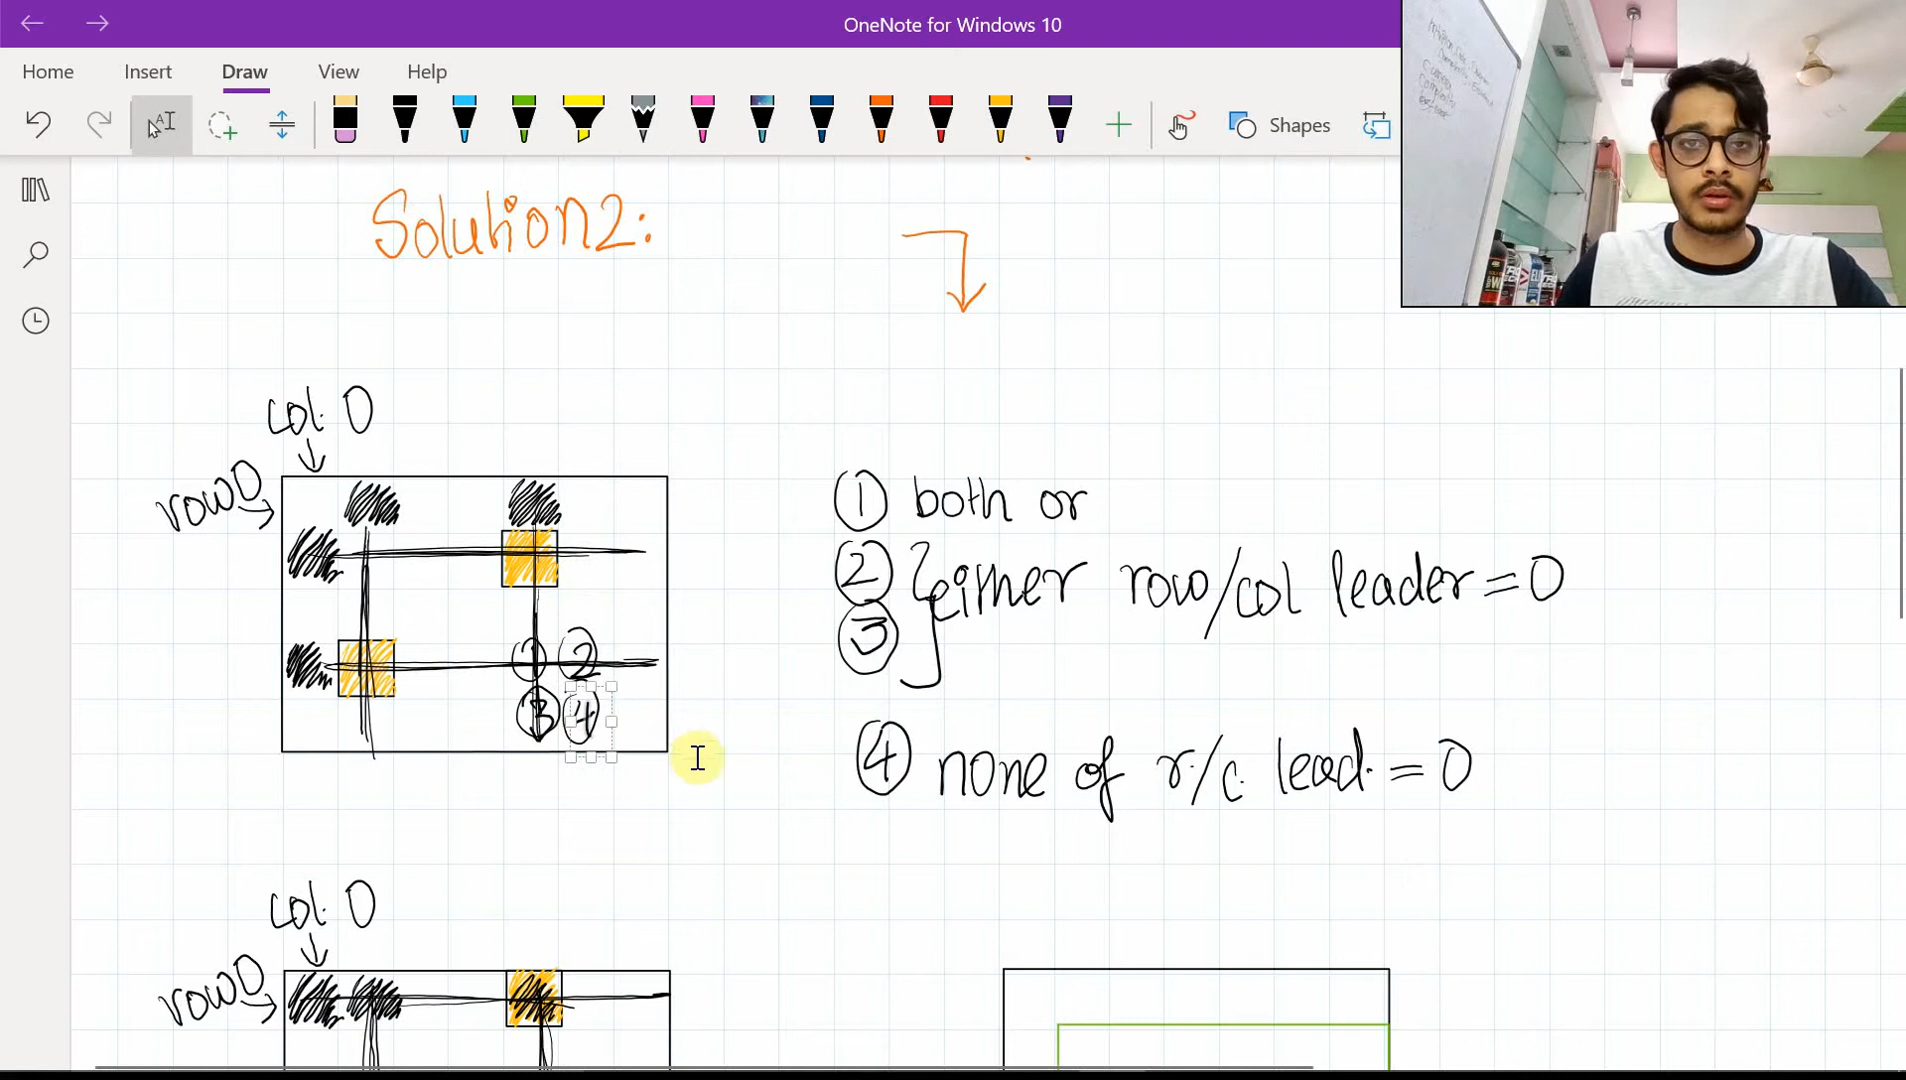 OneNote for Windows 10
Home Insert Draw View Help
Shapes
Solution2:
col. 0
row0
① both or
② either row/col leader = 0
③
① ②
③ ④
④ none of r./c. lead. = 0
col. 0
row0